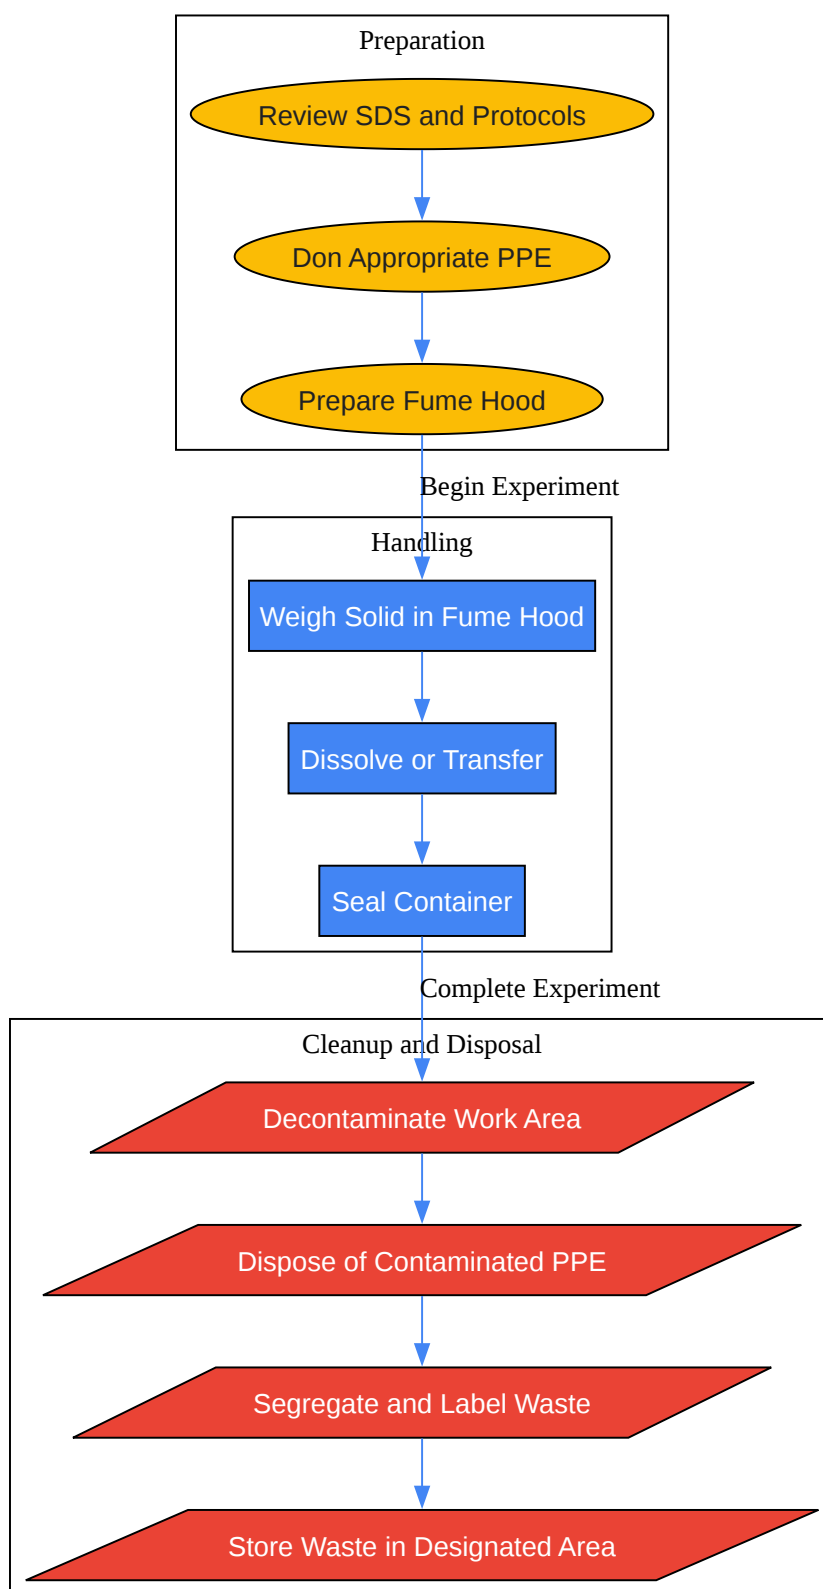 Preparation
Review SDS and Protocols
Don Appropriate PPE
Prepare Fume Hood
Begin Experiment
Handling
Weigh Solid in Fume Hood
Dissolve or Transfer
Seal Container
Complete Experiment
Cleanup and Disposal
Decontaminate Work Area
Dispose of Contaminated PPE
Segregate and Label Waste
Store Waste in Designated Area